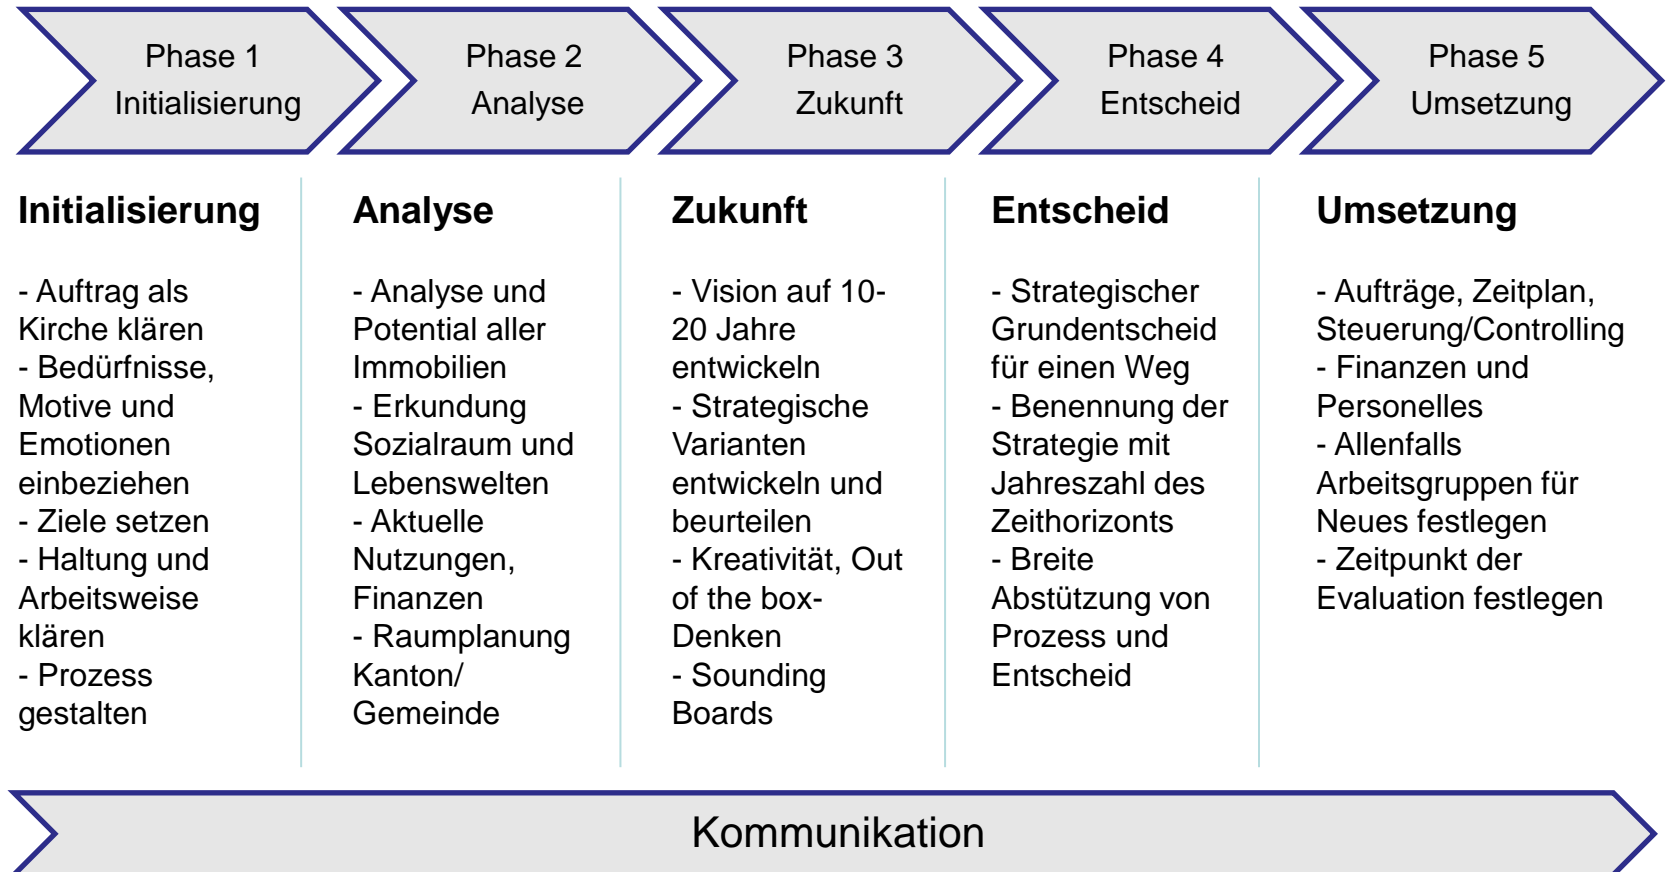 Phase 1
Initialisierung
Phase 2
Analyse
Phase 3
Zukunft
Phase 4
Entscheid
Phase 5
Umsetzung
Initialisierung
- Auftrag als
Kirche klären
- Bedürfnisse,
Motive und
Emotionen
einbeziehen
- Ziele setzen
- Haltung und
Arbeitsweise
klären
- Prozess
gestalten
Analyse
- Analyse und
Potential aller
Immobilien
- Erkundung
Sozialraum und
Lebenswelten
- Aktuelle
Nutzungen,
Finanzen
- Raumplanung
Kanton/
Gemeinde
Zukunft
- Vision auf 10-
20 Jahre
entwickeln
- Strategische
Varianten
entwickeln und
beurteilen
- Kreativität, Out
of the box-
Denken
- Sounding
Boards
Entscheid
- Strategischer
Grundentscheid
für einen Weg
- Benennung der
Strategie mit
Jahreszahl des
Zeithorizonts
- Breite
Abstützung von
Prozess und
Entscheid
Umsetzung
- Aufträge, Zeitplan,
Steuerung/Controlling
- Finanzen und
Personelles
- Allenfalls
Arbeitsgruppen für
Neues festlegen
- Zeitpunkt der
Evaluation festlegen
Kommunikation